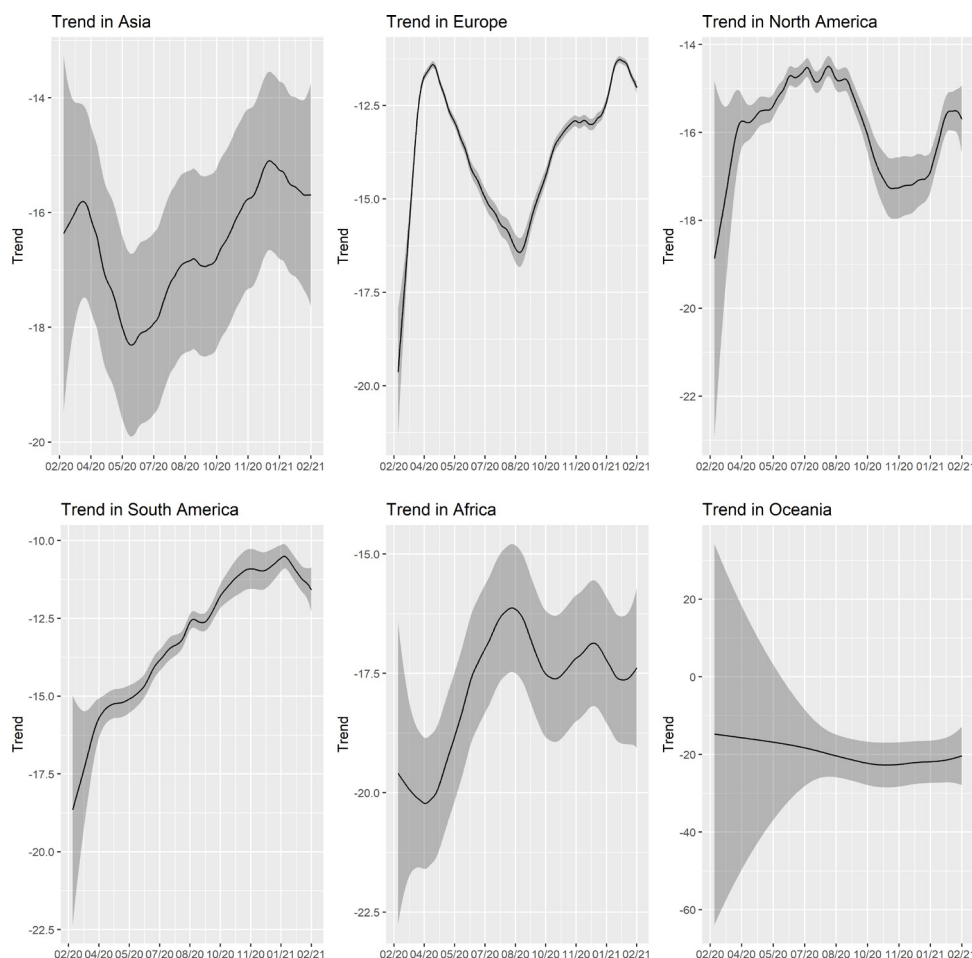 Trend in Asia
Trend
-14
-16
-18
-20
02/20 04/20 05/20 07/20 08/20 10/20 11/20 01/21 02/21
Trend in Europe
Trend
-12.5
-15.0
-17.5
-20.0
02/20 04/20 05/20 07/20 08/20 10/20 11/20 01/21 02/21
Trend in North America
Trend
-14
-16
-18
-20
-22
02/20 04/20 05/20 07/20 08/20 10/20 11/20 01/21 02/21
Trend in South America
Trend
-10.0
-12.5
-15.0
-17.5
-20.0
-22.5
02/20 04/20 05/20 07/20 08/20 10/20 11/20 01/21 02/21
Trend in Africa
Trend
-15.0
-17.5
-20.0
-22.5
02/20 04/20 05/20 07/20 08/20 10/20 11/20 01/21 02/21
Trend in Oceania
Trend
20
0
-20
-40
-60
02/20 04/20 05/20 07/20 08/20 10/20 11/20 01/21 02/21